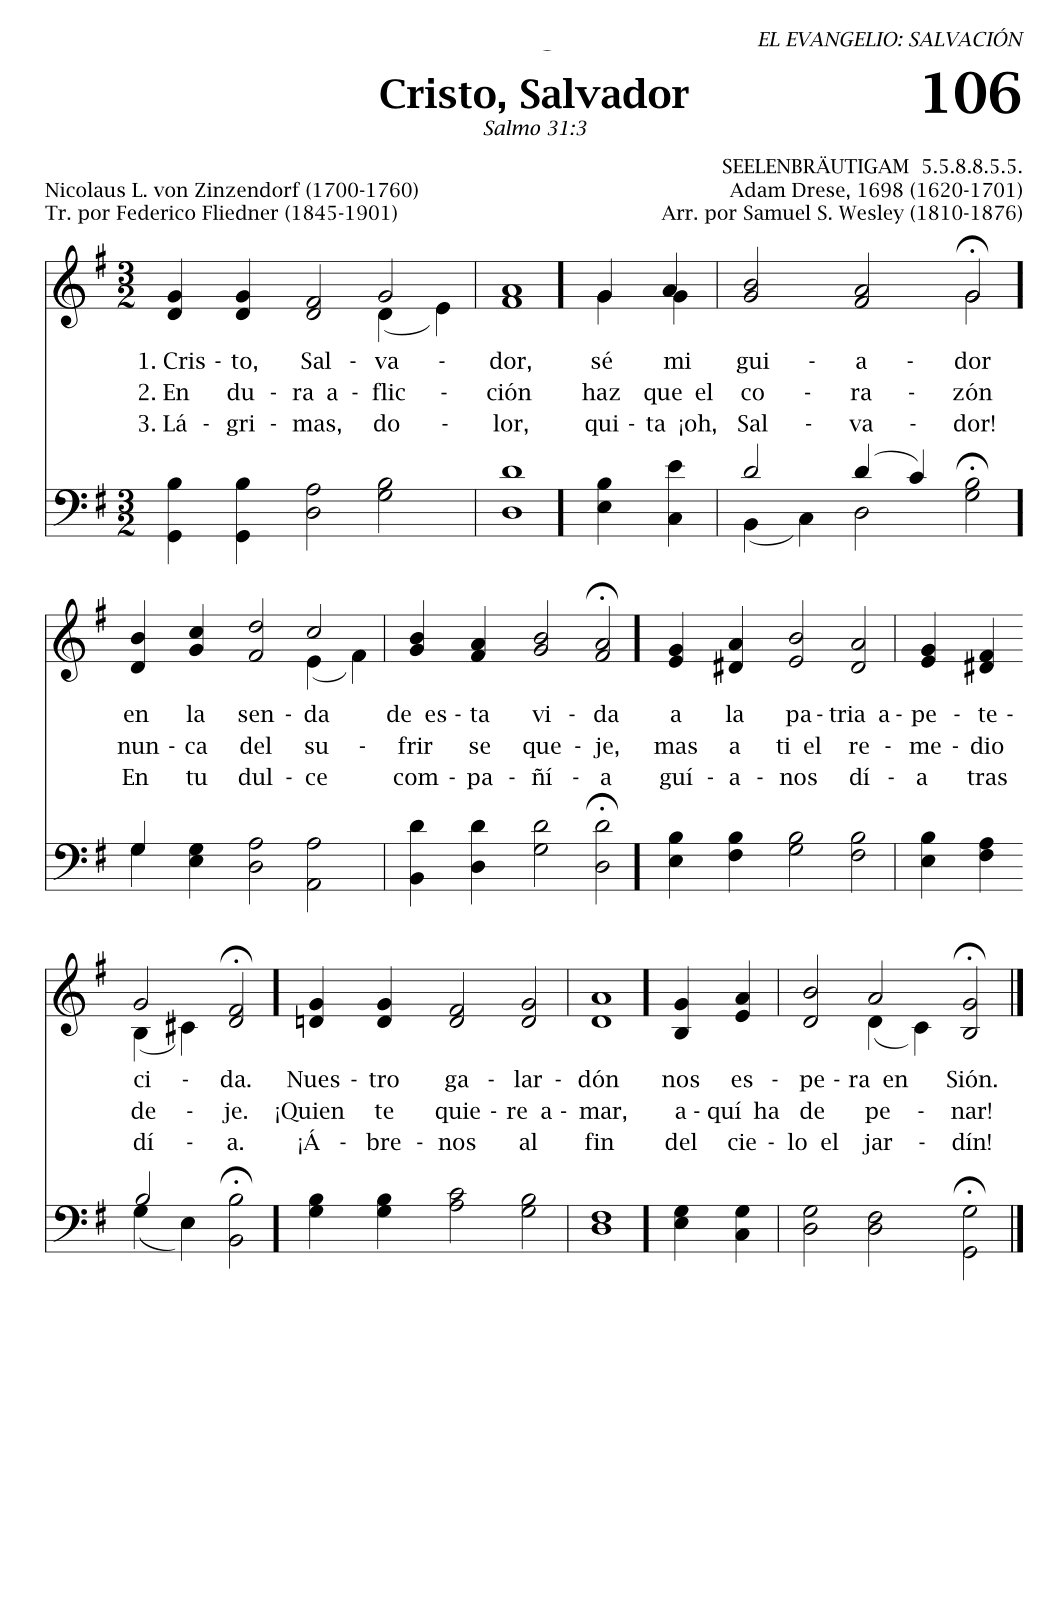 EL EVANGELIO: SALVACIÓN
Cristo, Salvador
106
Salmo 31:3
SEELENBRÄUTIGAM 5.5.8.8.5.5.
Nicolaus L. von Zinzendorf (1700-1760)
Adam Drese, 1698 (1620-1701)
Tr. por Federico Fliedner (1845-1901)
Arr. por Samuel S. Wesley (1810-1876)
1. Cris - to, Sal - va - dor, sé mi gui - a - dor
2. En du - ra a - flic - ción haz que el co - ra - zón
3. Lá - gri - mas, do - lor, qui - ta ¡oh, Sal - va - dor!
en la sen - da de es - ta vi - da a la pa - tria a - pe - te -
nun - ca del su - frir se que - je, mas a ti el re - me - dio
En tu dul - ce com - pa - ñí - a guí - a - nos dí - a tras
ci - da. Nues - tro ga - lar - dón nos es - pe - ra en Sión.
de - je. ¡Quien te quie - re a - mar, a - quí ha de pe - nar!
dí - a. ¡Á - bre - nos al fin del cie - lo el jar - dín!